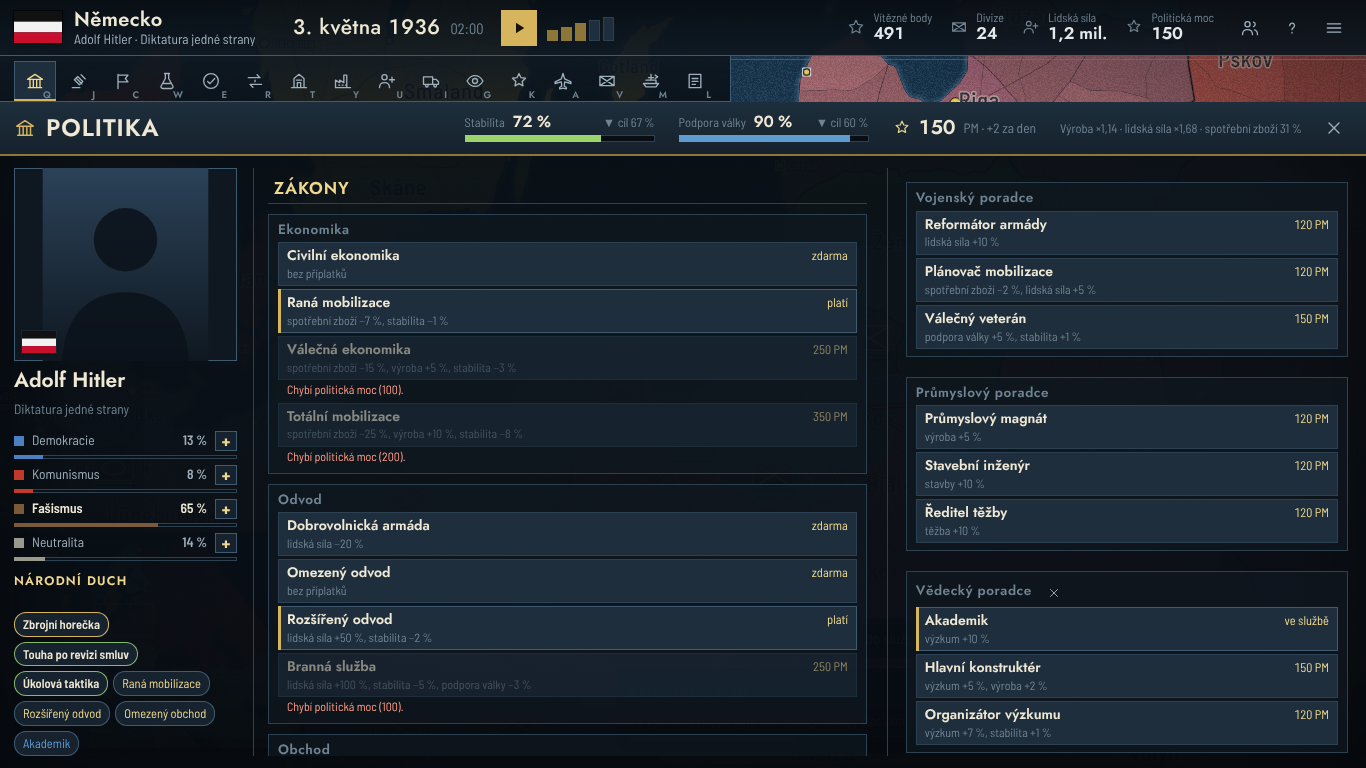 Německo
Adolf Hitler · Diktatura jedné strany
3. května 1936 02:00
Vítězné body
491
Divize
24
Lidská síla
1,2 mil.
Politická moc
150
?
Q J C W E R T Y U I G K A V M L
Pskov
Riga
POLITIKA
Stabilita 72 % ▼ cíl 67 %
Podpora války 90 % ▼ cíl 60 %
150 PM · +2 za den
Výroba ×1,14 · lidská síla ×1,68 · spotřební zboží 31 %
Adolf Hitler
Diktatura jedné strany
Demokracie 13 % +
Komunismus 8 % +
Fašismus 65 % +
Neutralita 14 % +
NÁRODNÍ DUCH
Zbrojní horečka
Touha po revizi smluv
Úkolová taktika Raná mobilizace
Rozšířený odvod Omezený obchod
Akademik
ZÁKONY
Skåne
Ekonomika
Civilní ekonomika zdarma
bez příplatků
Raná mobilizace platí
spotřební zboží −7 %, stabilita −1 %
Válečná ekonomika 250 PM
spotřební zboží −15 %, výroba +5 %, stabilita −3 %
Chybí politická moc (100).
Totální mobilizace 350 PM
spotřební zboží −25 %, výroba +10 %, stabilita −8 %
Chybí politická moc (200).
Odvod
Dobrovolnická armáda zdarma
lidská síla −20 %
Omezený odvod zdarma
bez příplatků
Rozšířený odvod platí
lidská síla +50 %, stabilita −2 %
Branná služba 250 PM
lidská síla +100 %, stabilita −5 %, podpora války −3 %
Chybí politická moc (100).
Obchod
Vojenský poradce
Reformátor armády 120 PM
lidská síla +10 %
Plánovač mobilizace 120 PM
spotřební zboží −2 %, lidská síla +5 %
Válečný veterán 150 PM
podpora války +5 %, stabilita +1 %
Průmyslový poradce
Průmyslový magnát 120 PM
výroba +5 %
Stavební inženýr 120 PM
stavby +10 %
Ředitel těžby 120 PM
těžba +10 %
Vědecký poradce
Akademik ve službě
výzkum +10 %
Hlavní konstruktér 150 PM
výzkum +5 %, výroba +2 %
Organizátor výzkumu 120 PM
výzkum +7 %, stabilita +1 %